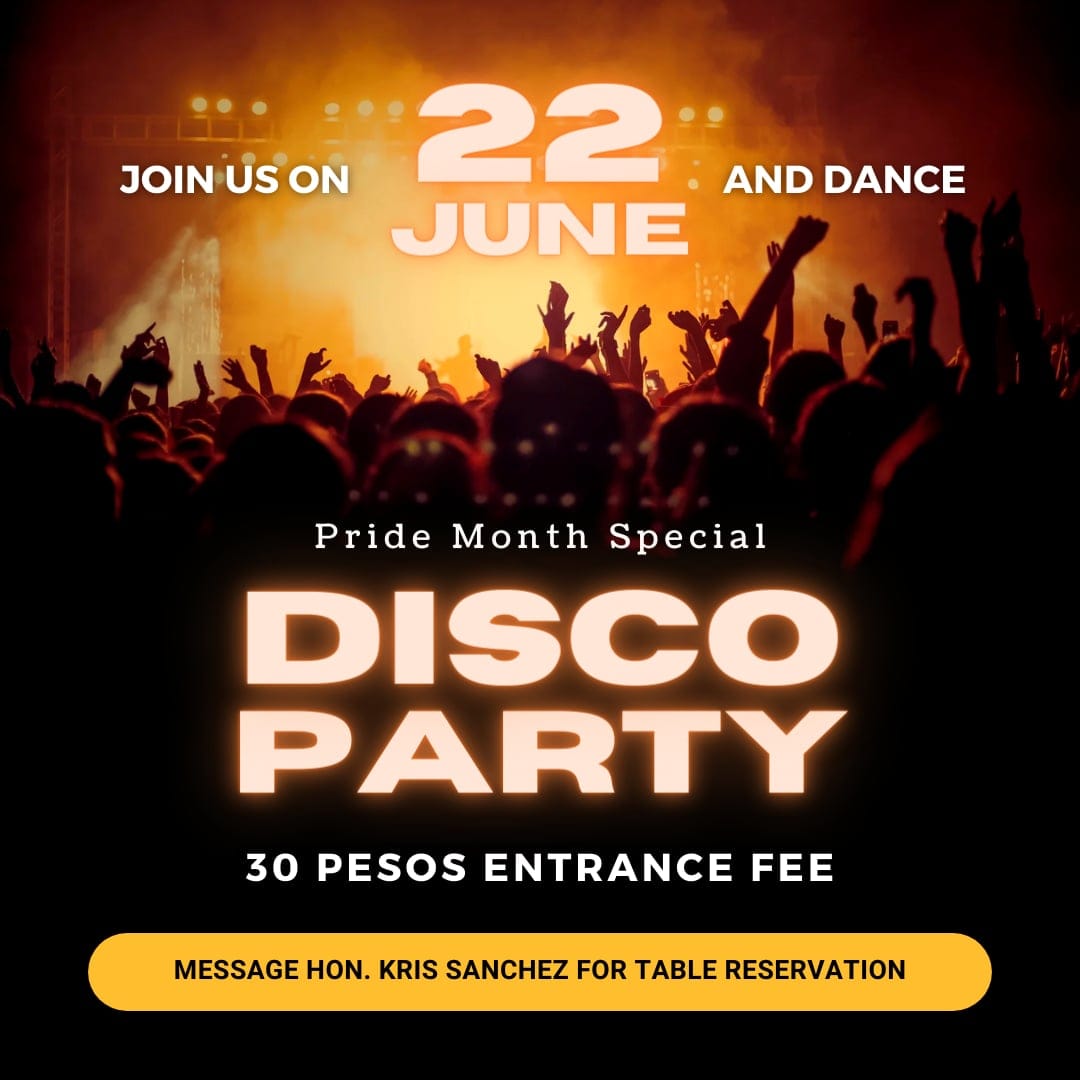 JOIN US ON
22
JUNE
AND DANCE
Pride Month Special
DISCO
PARTY
30 PESOS ENTRANCE FEE
MESSAGE HON. KRIS SANCHEZ FOR TABLE RESERVATION